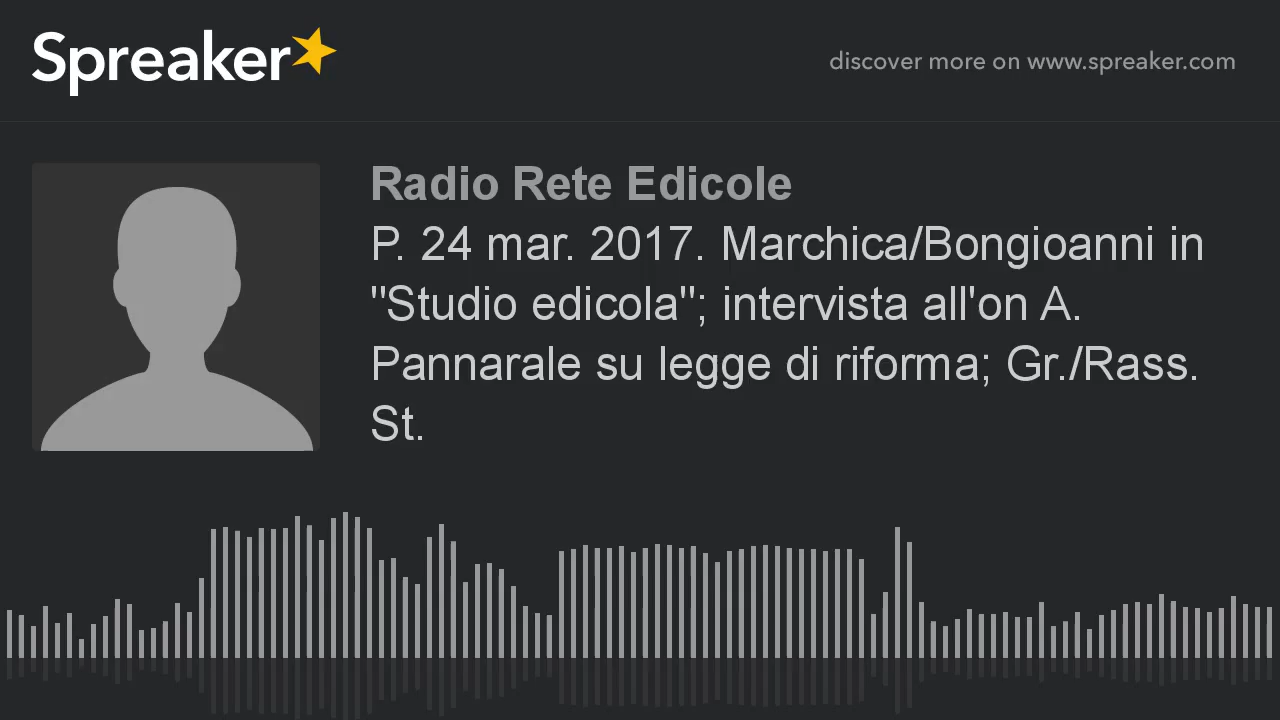 Spreaker
discover more on www.spreaker.com
Radio Rete Edicole
P. 24 mar. 2017. Marchica/Bongioanni in
"Studio edicola"; intervista all'on A.
Pannarale su legge di riforma; Gr./Rass.
St.